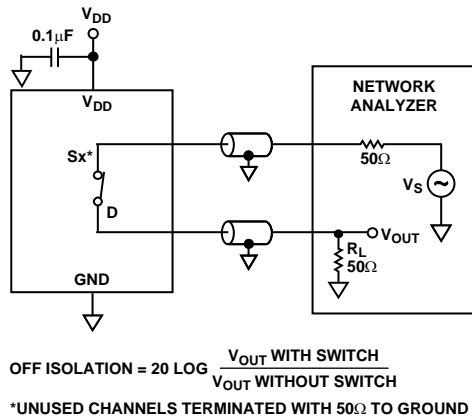 VDD
0.1µF
VDD
NETWORK
ANALYZER
Sx*
50Ω
VS
D
VOUT
RL
50Ω
GND
OFF ISOLATION = 20 LOG VOUT WITH SWITCH
VOUT WITHOUT SWITCH
*UNUSED CHANNELS TERMINATED WITH 50Ω TO GROUND